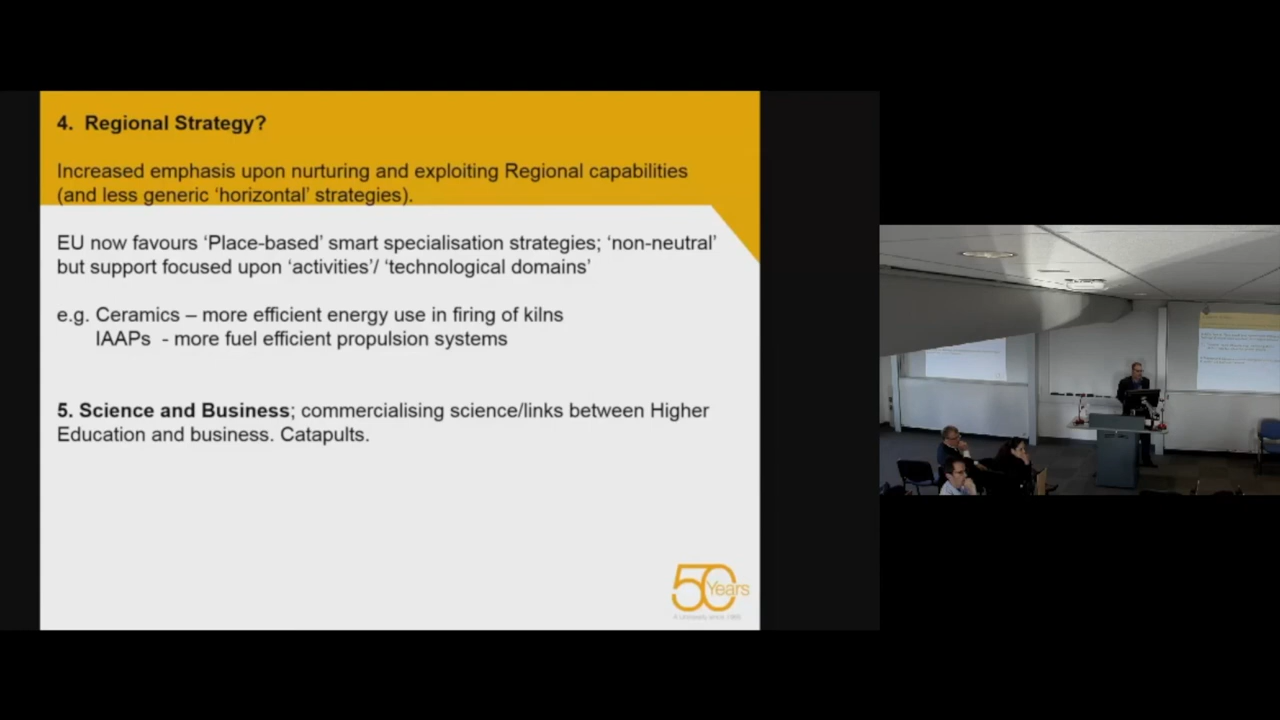 4. Regional Strategy?
Increased emphasis upon nurturing and exploiting Regional capabilities
(and less generic ‘horizontal’ strategies).
EU now favours ‘Place-based’ smart specialisation strategies; ‘non-neutral’
but support focused upon ‘activities’/ ‘technological domains’
e.g. Ceramics – more efficient energy use in firing of kilns
IAAPs - more fuel efficient propulsion systems
5. Science and Business; commercialising science/links between Higher
Education and business. Catapults.
50
Years
A University since